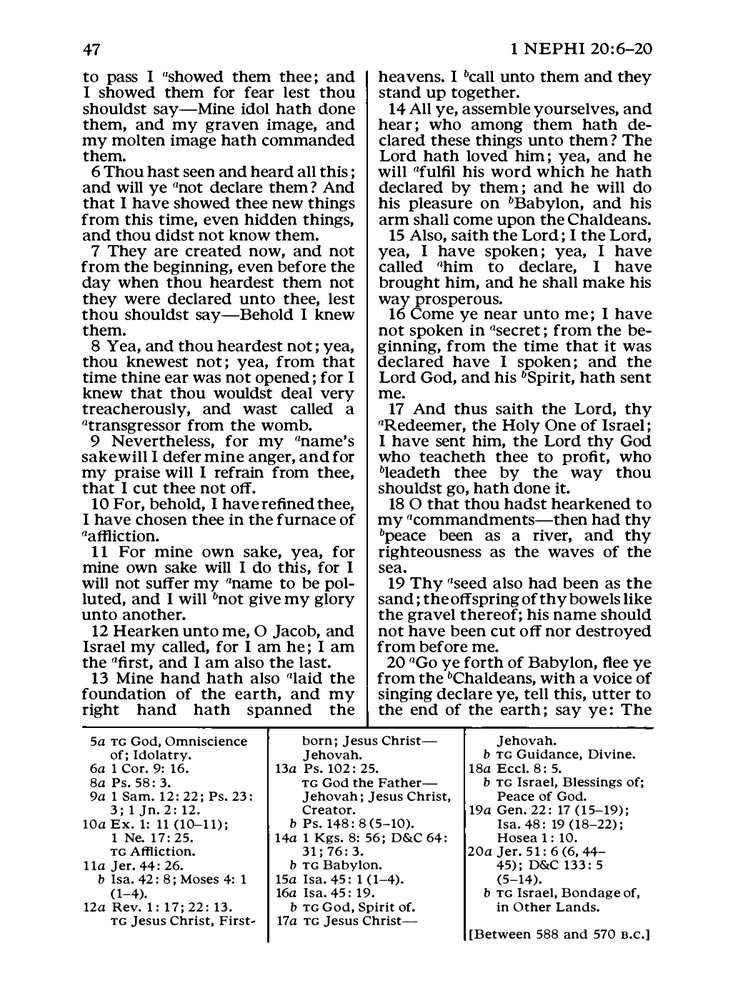 47
1 NEPHI 20:6–20
to pass I ᵃshowed them thee; and
I showed them for fear lest thou
shouldst say—Mine idol hath done
them, and my graven image, and
my molten image hath commanded
them.
6 Thou hast seen and heard all this;
and will ye ᵃnot declare them? And
that I have showed thee new things
from this time, even hidden things,
and thou didst not know them.
7 They are created now, and not
from the beginning, even before the
day when thou heardest them not
they were declared unto thee, lest
thou shouldst say—Behold I knew
them.
8 Yea, and thou heardest not; yea,
thou knewest not; yea, from that
time thine ear was not opened; for I
knew that thou wouldst deal very
treacherously, and wast called a
ᵃtransgressor from the womb.
9 Nevertheless, for my ᵃname's
sake will I defer mine anger, and for
my praise will I refrain from thee,
that I cut thee not off.
10 For, behold, I have refined thee,
I have chosen thee in the furnace of
ᵃaffliction.
11 For mine own sake, yea, for
mine own sake will I do this, for I
will not suffer my ᵃname to be pol-
luted, and I will ᵇnot give my glory
unto another.
12 Hearken unto me, O Jacob, and
Israel my called, for I am he; I am
the ᵃfirst, and I am also the last.
13 Mine hand hath also ᵃlaid the
foundation of the earth, and my
right hand hath spanned the
heavens. I ᵇcall unto them and they
stand up together.
14 All ye, assemble yourselves, and
hear; who among them hath de-
clared these things unto them? The
Lord hath loved him; yea, and he
will ᵃfulfil his word which he hath
declared by them; and he will do
his pleasure on ᵇBabylon, and his
arm shall come upon the Chaldeans.
15 Also, saith the Lord; I the Lord,
yea, I have spoken; yea, I have
called ᵃhim to declare, I have
brought him, and he shall make his
way prosperous.
16 Come ye near unto me; I have
not spoken in ᵃsecret; from the be-
ginning, from the time that it was
declared have I spoken; and the
Lord God, and his ᵇSpirit, hath sent
me.
17 And thus saith the Lord, thy
ᵃRedeemer, the Holy One of Israel;
I have sent him, the Lord thy God
who teacheth thee to profit, who
ᵇleadeth thee by the way thou
shouldst go, hath done it.
18 O that thou hadst hearkened to
my ᵃcommandments—then had thy
ᵇpeace been as a river, and thy
righteousness as the waves of the
sea.
19 Thy ᵃseed also had been as the
sand; the offspring of thy bowels like
the gravel thereof; his name should
not have been cut off nor destroyed
from before me.
20 ᵃGo ye forth of Babylon, flee ye
from the ᵇChaldeans, with a voice of
singing declare ye, tell this, utter to
the end of the earth; say ye: The
5a TG God, Omniscience
of; Idolatry.
6a 1 Cor. 9: 16.
8a Ps. 58: 3.
9a 1 Sam. 12: 22; Ps. 23:
3; 1 Jn. 2: 12.
10a Ex. 1: 11 (10–11);
1 Ne. 17: 25.
TG Affliction.
11a Jer. 44: 26.
b Isa. 42: 8; Moses 4: 1
(1–4).
12a Rev. 1: 17; 22: 13.
TG Jesus Christ, First-
born; Jesus Christ—
Jehovah.
13a Ps. 102: 25.
TG God the Father—
Jehovah; Jesus Christ,
Creator.
b Ps. 148: 8 (5–10).
14a 1 Kgs. 8: 56; D&C 64:
31; 76: 3.
b TG Babylon.
15a Isa. 45: 1 (1–4).
16a Isa. 45: 19.
b TG God, Spirit of.
17a TG Jesus Christ—
Jehovah.
b TG Guidance, Divine.
18a Eccl. 8: 5.
b TG Israel, Blessings of;
Peace of God.
19a Gen. 22: 17 (15–19);
Isa. 48: 19 (18–22);
Hosea 1: 10.
20a Jer. 51: 6 (6, 44–
45); D&C 133: 5
(5–14).
b TG Israel, Bondage of,
in Other Lands.
[Between 588 and 570 B.C.]